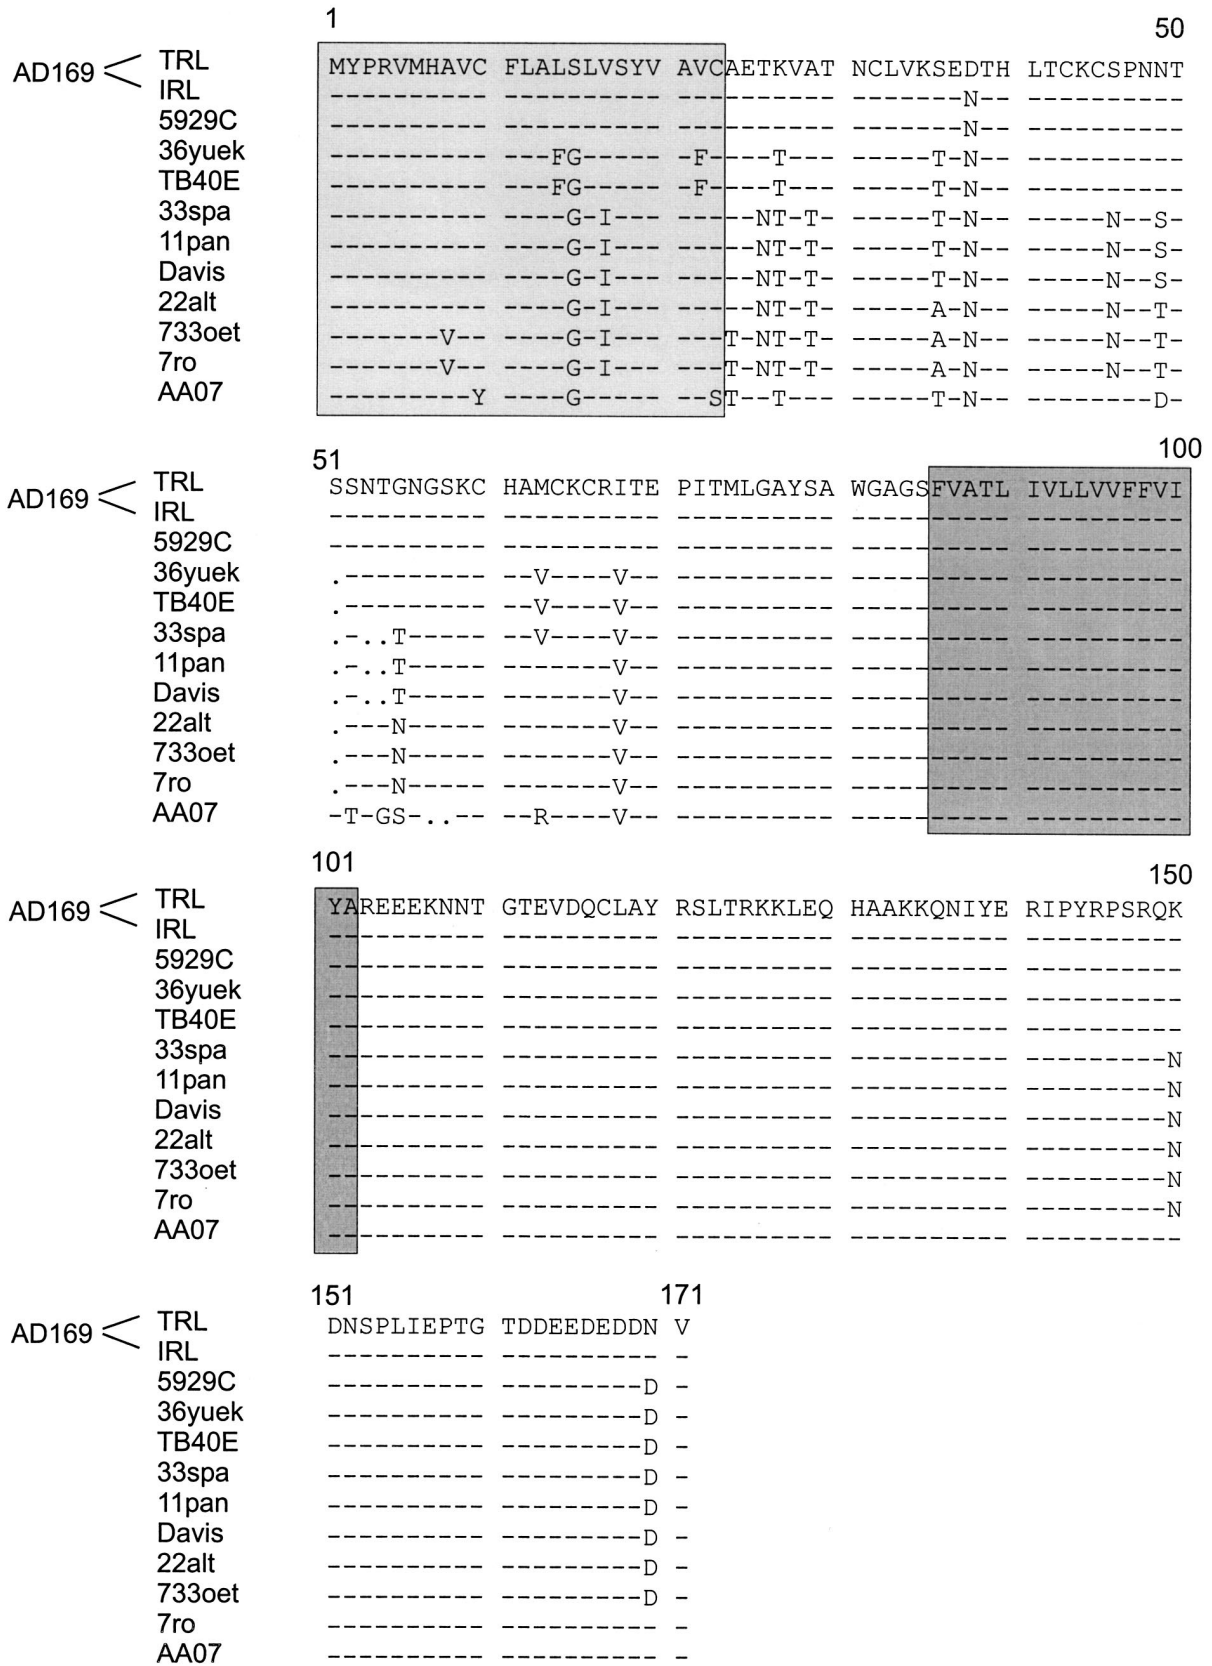 1 50
AD169 TRL MYPRVMHAVC FLALSLVSYV AVCAETKVAT NCLVKSEDTH LTCKCSPNNT
IRL ---------- ---------- ---------- -------N-- ----------
5929C ---------- ---------- ---------- -------N-- ----------
36yuek ---------- ---FG----- -F----T--- -----T-N-- ----------
TB40E ---------- ---FG----- -F----T--- -----T-N-- ----------
33spa ---------- ----G-I--- -----NT-T- -----T-N-- -----N--S-
11pan ---------- ----G-I--- -----NT-T- -----T-N-- -----N--S-
Davis ---------- ----G-I--- -----NT-T- -----T-N-- -----N--S-
22alt ---------- ----G-I--- -----NT-T- -----A-N-- -----N--T-
733oet -------V-- ----G-I--- ---T-NT-T- -----A-N-- -----N--T-
7ro -------V-- ----G-I--- ---T-NT-T- -----A-N-- -----N--T-
AA07 ---------Y ----G----- --ST--T--- -----T-N-- --------D-
51 100
AD169 TRL SSNTGNGSKC HAMCKCRITE PITMLGAYSA WGAGSFVATL IVLLVVFFVI
IRL ---------- ---------- ---------- ---------- ----------
5929C ---------- ---------- ---------- ---------- ----------
36yuek .--------- --V----V-- ---------- ---------- ----------
TB40E .--------- --V----V-- ---------- ---------- ----------
33spa .-..T----- --V----V-- ---------- ---------- ----------
11pan .-..T----- -------V-- ---------- ---------- ----------
Davis .-..T----- -------V-- ---------- ---------- ----------
22alt .---N----- -------V-- ---------- ---------- ----------
733oet .---N----- -------V-- ---------- ---------- ----------
7ro .---N----- -------V-- ---------- ---------- ----------
AA07 -T-GS-..-- --R----V-- ---------- ---------- ----------
101 150
AD169 TRL YAREEEKNNT GTEVDQCLAY RSLTRKKLEQ HAAKKQNIYE RIPYRPSRQK
IRL ---------- ---------- ---------- ---------- ----------
5929C ---------- ---------- ---------- ---------- ----------
36yuek ---------- ---------- ---------- ---------- ----------
TB40E ---------- ---------- ---------- ---------- ----------
33spa ---------- ---------- ---------- ---------- ---------N
11pan ---------- ---------- ---------- ---------- ---------N
Davis ---------- ---------- ---------- ---------- ---------N
22alt ---------- ---------- ---------- ---------- ---------N
733oet ---------- ---------- ---------- ---------- ---------N
7ro ---------- ---------- ---------- ---------- ---------N
AA07 ---------- ---------- ---------- ---------- ----------
151 171
AD169 TRL DNSPLIEPTG TDDEEDEDDN V
IRL ---------- ---------- -
5929C ---------- ---------D -
36yuek ---------- ---------D -
TB40E ---------- ---------D -
33spa ---------- ---------D -
11pan ---------- ---------D -
Davis ---------- ---------D -
22alt ---------- ---------D -
733oet ---------- ---------D -
7ro ---------- ---------- -
AA07 ---------- ---------- -